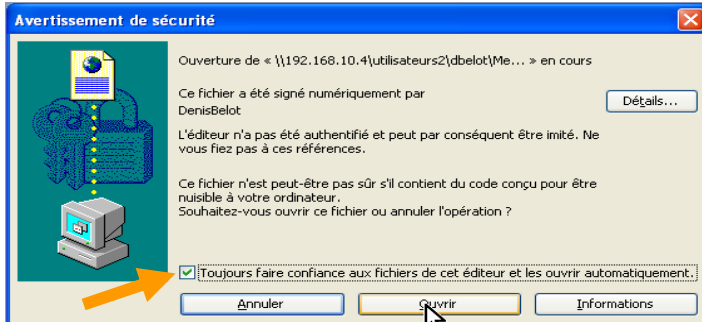 Avertissement de sécurité
Ouverture de « \\192.168.10.4\utilisateurs2\dbelot\Me... » en cours
Ce fichier a été signé numériquement par
DenisBelot
Détails...
L'éditeur n'a pas été authentifié et peut par conséquent être imité. Ne
vous fiez pas à ces références.
Ce fichier n'est peut-être pas sûr s'il contient du code conçu pour être
nuisible à votre ordinateur.
Souhaitez-vous ouvrir ce fichier ou annuler l'opération ?
Toujours faire confiance aux fichiers de cet éditeur et les ouvrir automatiquement.
Annuler
Ouvrir
Informations